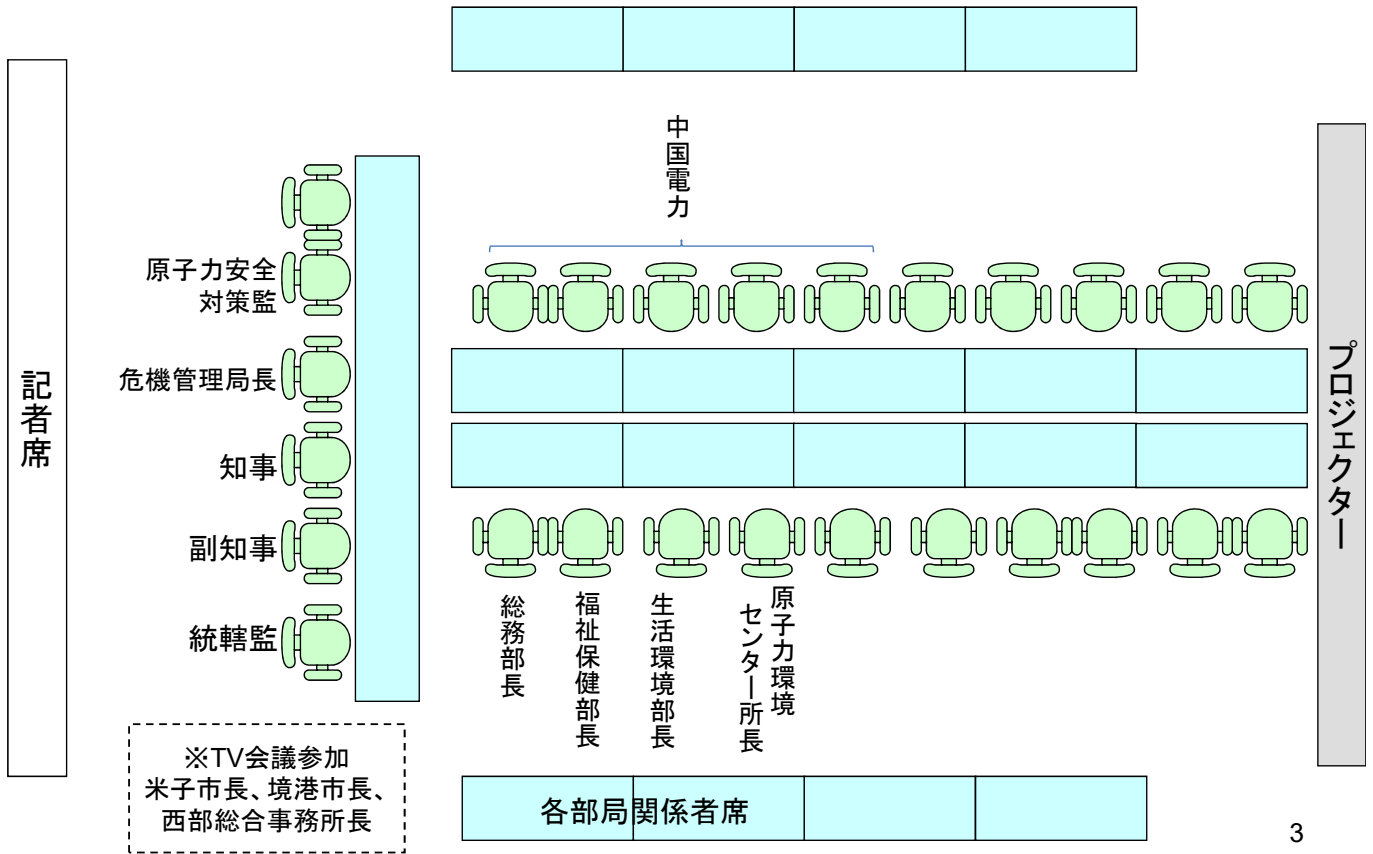 中国電力
記者席
原子力安全
対策監
危機管理局長
知事
副知事
統轄監
プロジェクター
総務部長
福祉保健部長
生活環境部長
原子力環境
センター所長
※TV会議参加
米子市長、境港市長、
西部総合事務所長
各部局関係者席
3